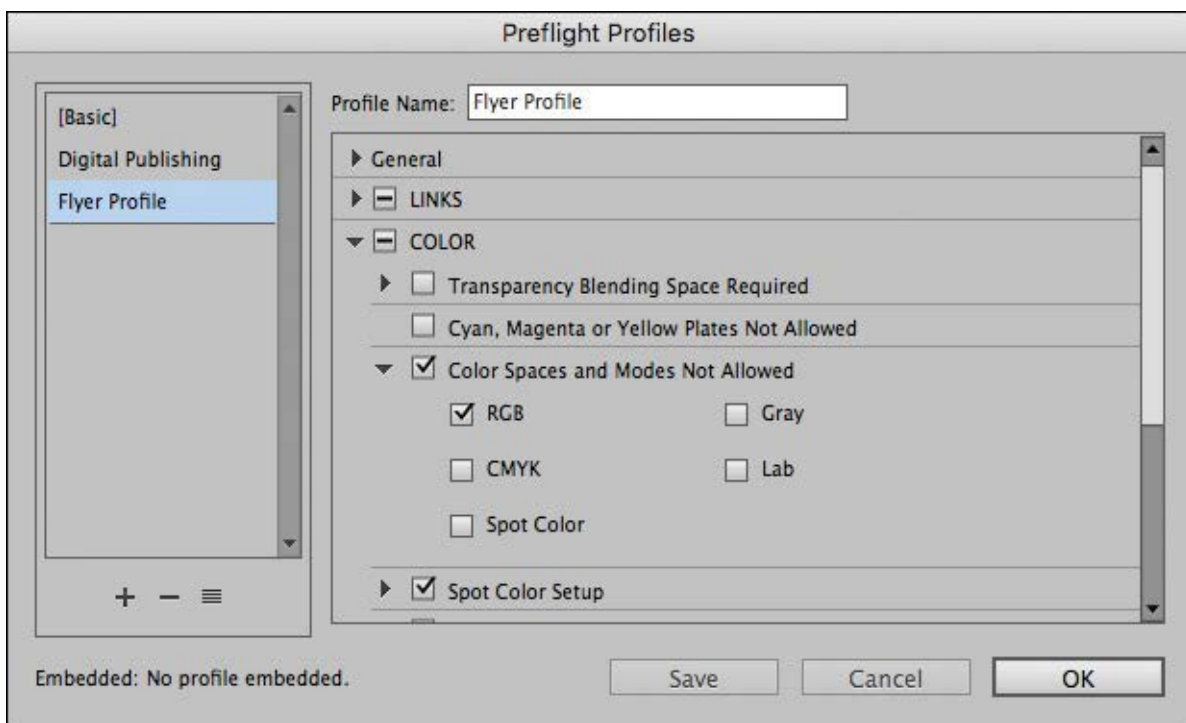 Preflight Profiles
[Basic]
Digital Publishing
Flyer Profile
Profile Name: Flyer Profile
General
LINKS
COLOR
Transparency Blending Space Required
Cyan, Magenta or Yellow Plates Not Allowed
Color Spaces and Modes Not Allowed
RGB Gray
CMYK Lab
Spot Color
Spot Color Setup
Embedded: No profile embedded.
Save Cancel OK